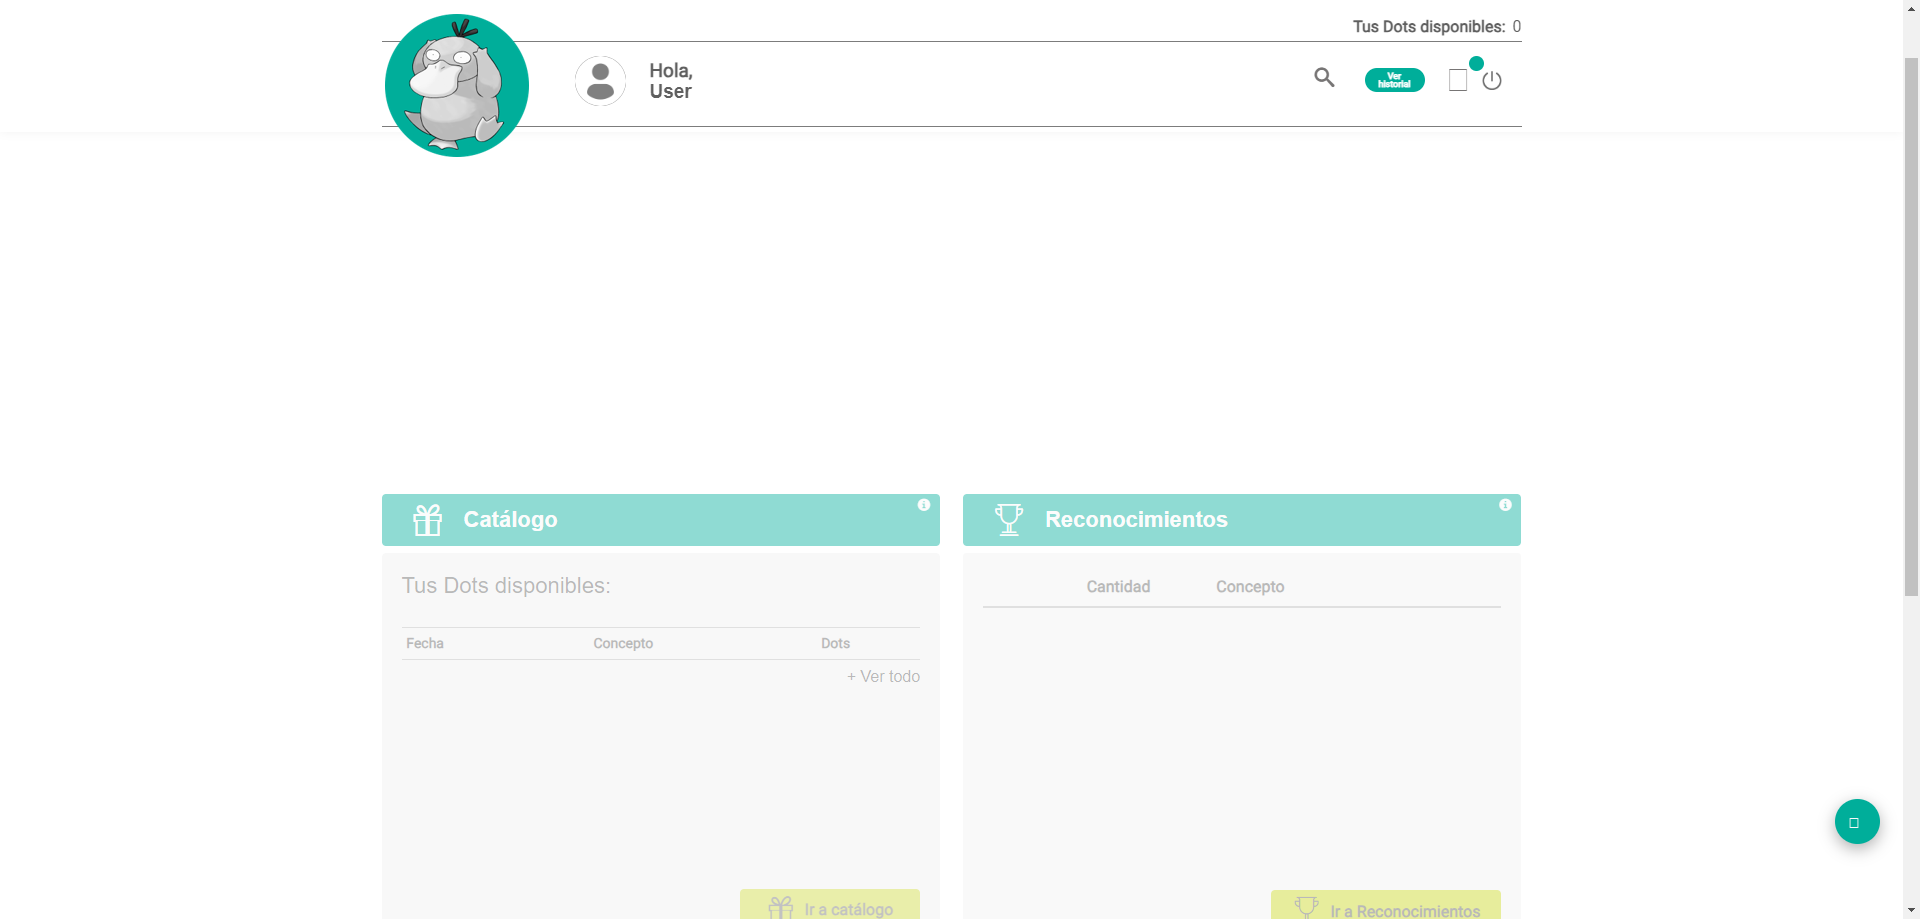 Tus Dots disponibles: 0
Hola,
User
Ver
historial
Catálogo
Reconocimientos
Tus Dots disponibles:
Cantidad Concepto
Fecha Concepto Dots
+ Ver todo
Ir a catálogo
Ir a Reconocimientos